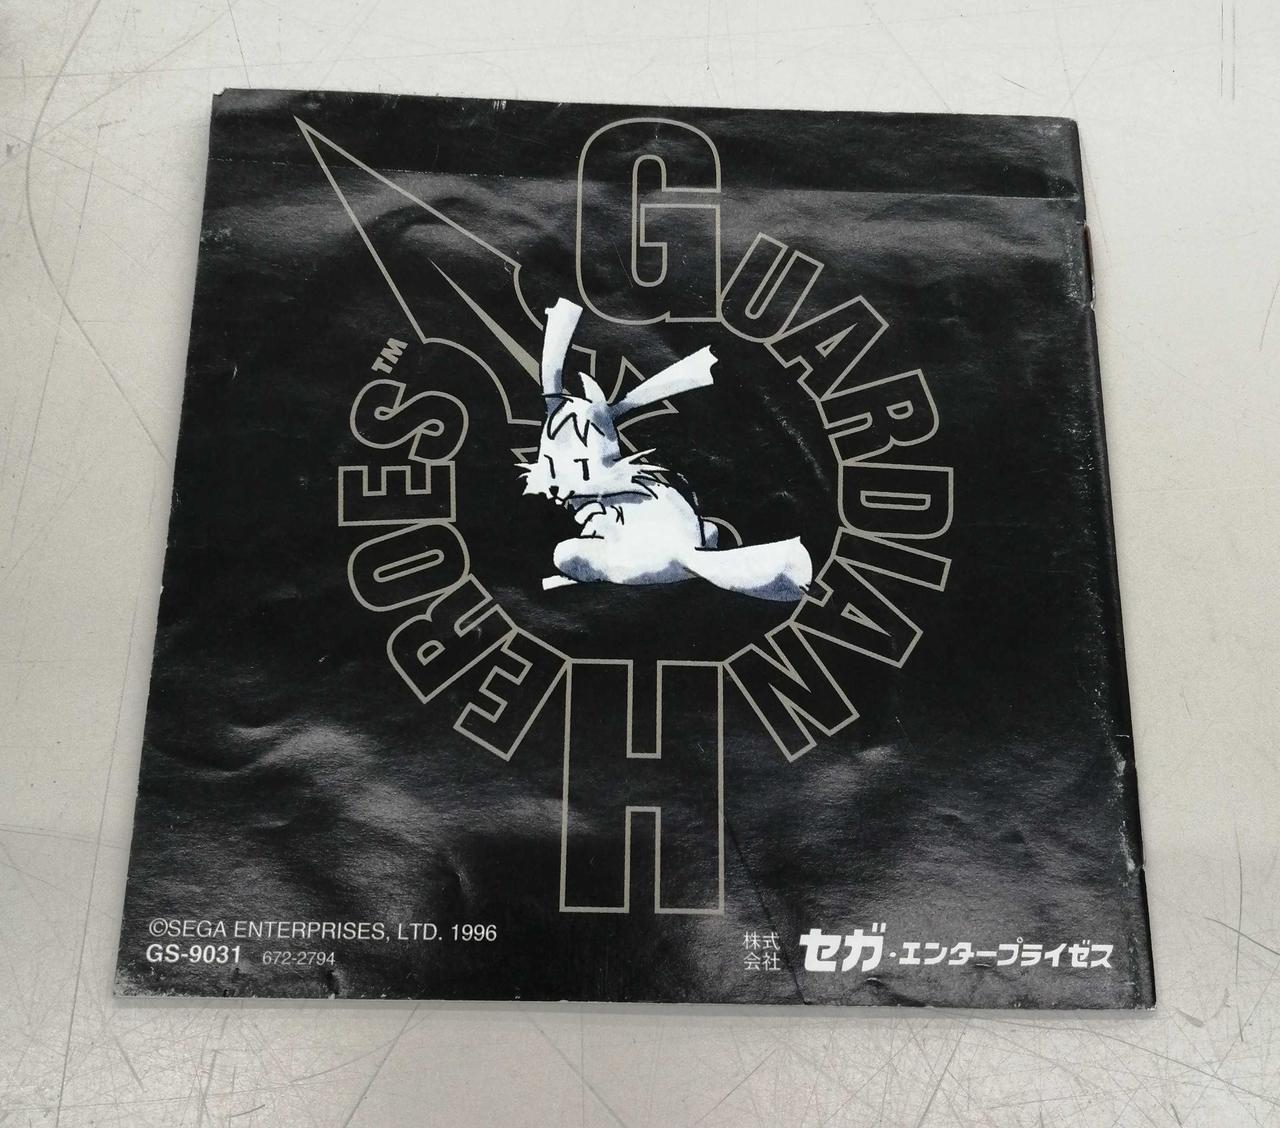 GUARDIAN
HEROES™
©SEGA ENTERPRISES, LTD. 1996
GS-9031 672-2794
株式
会社
セガ・エンタープライゼス